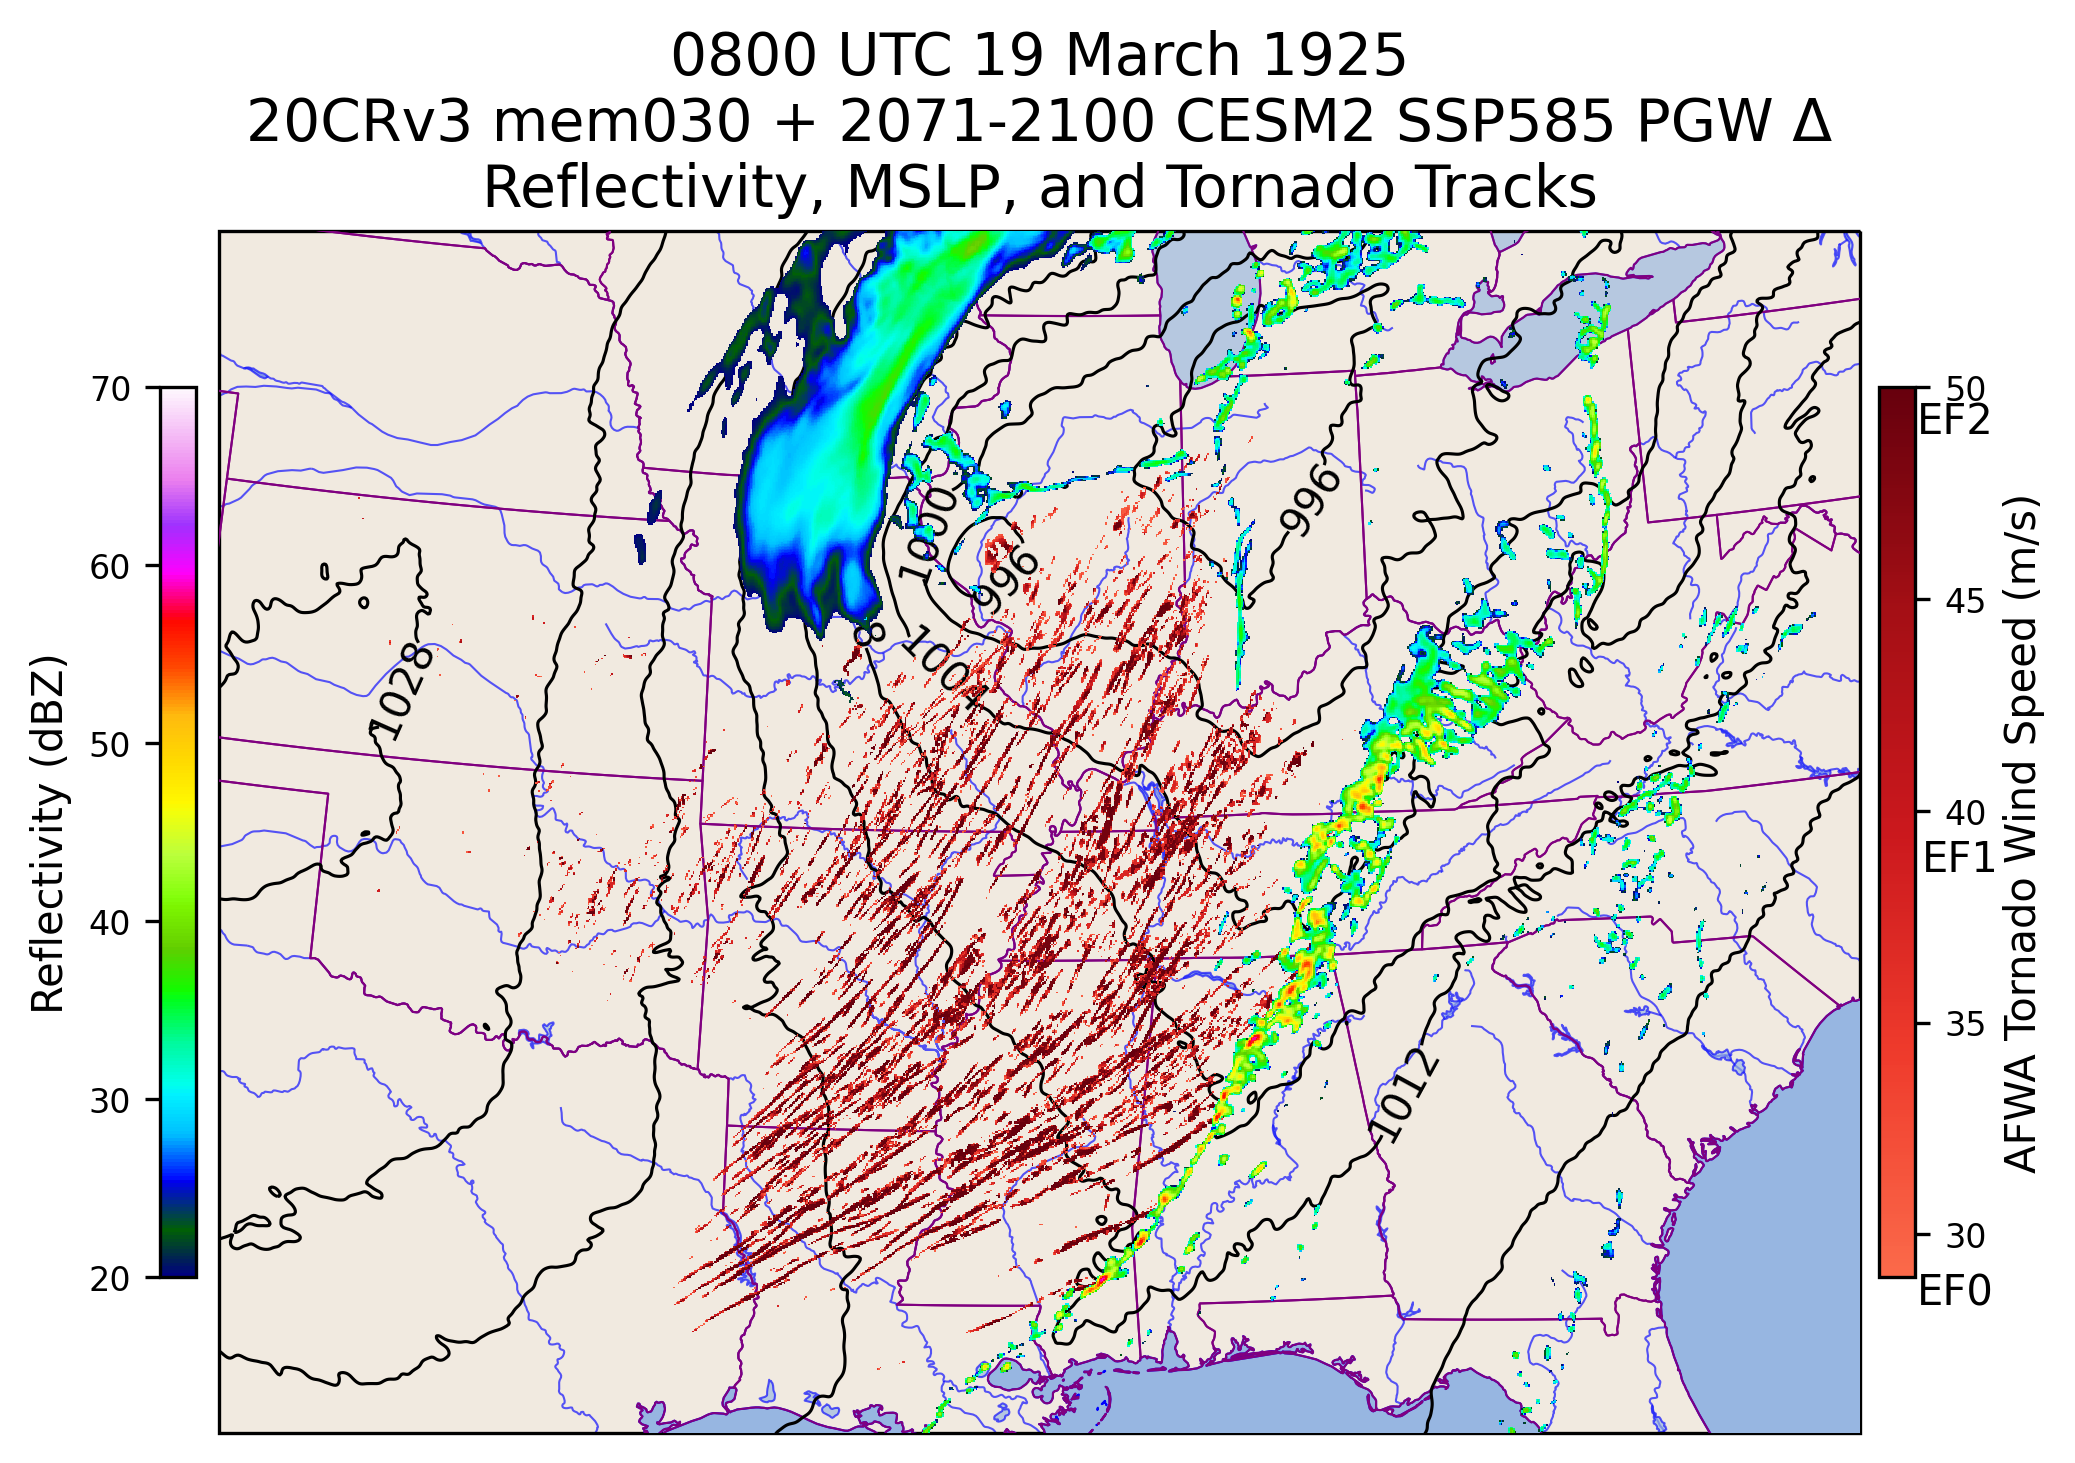 0800 UTC 19 March 1925
20CRv3 mem030 + 2071-2100 CESM2 SSP585 PGW Δ
Reflectivity, MSLP, and Tornado Tracks
Reflectivity (dBZ)
70
60
50
40
30
20
1028
1000
996
996
1004
8
1012
50
EF2
45
40
EF1
35
30
EF0
AFWA Tornado Wind Speed (m/s)